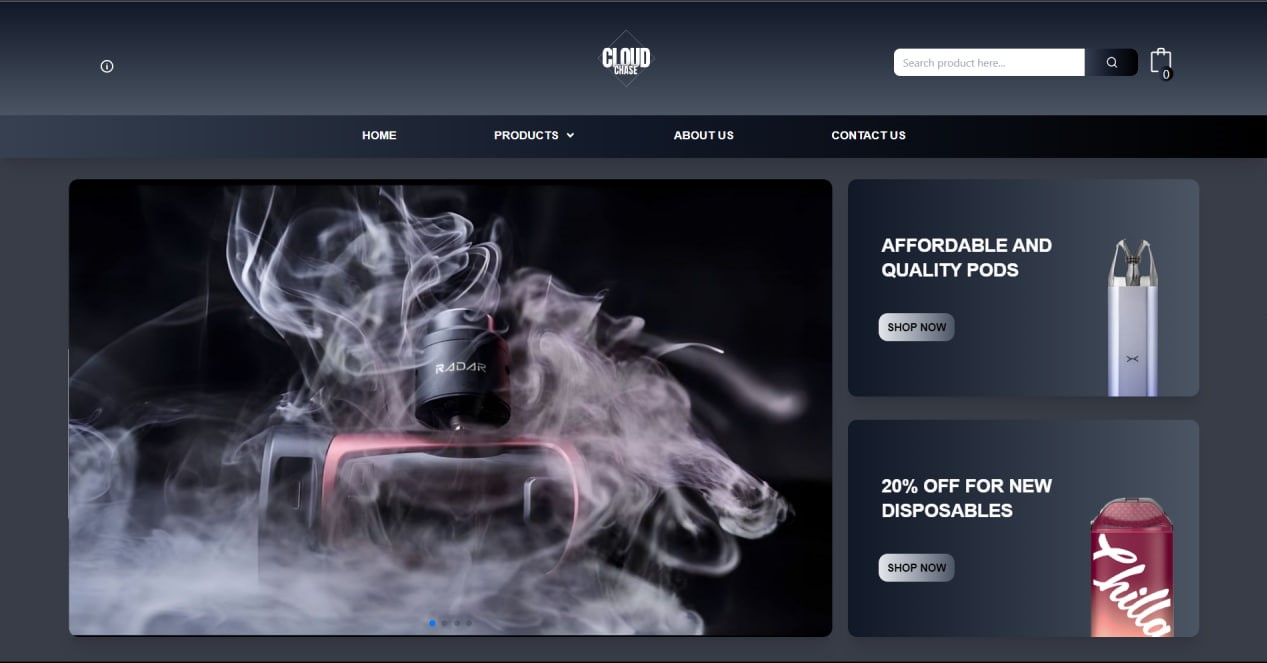 CLOUD
CHASE
Search product here...
0
HOME
PRODUCTS
ABOUT US
CONTACT US
RADAR
AFFORDABLE AND
QUALITY PODS
SHOP NOW
20% OFF FOR NEW
DISPOSABLES
SHOP NOW
Chilla